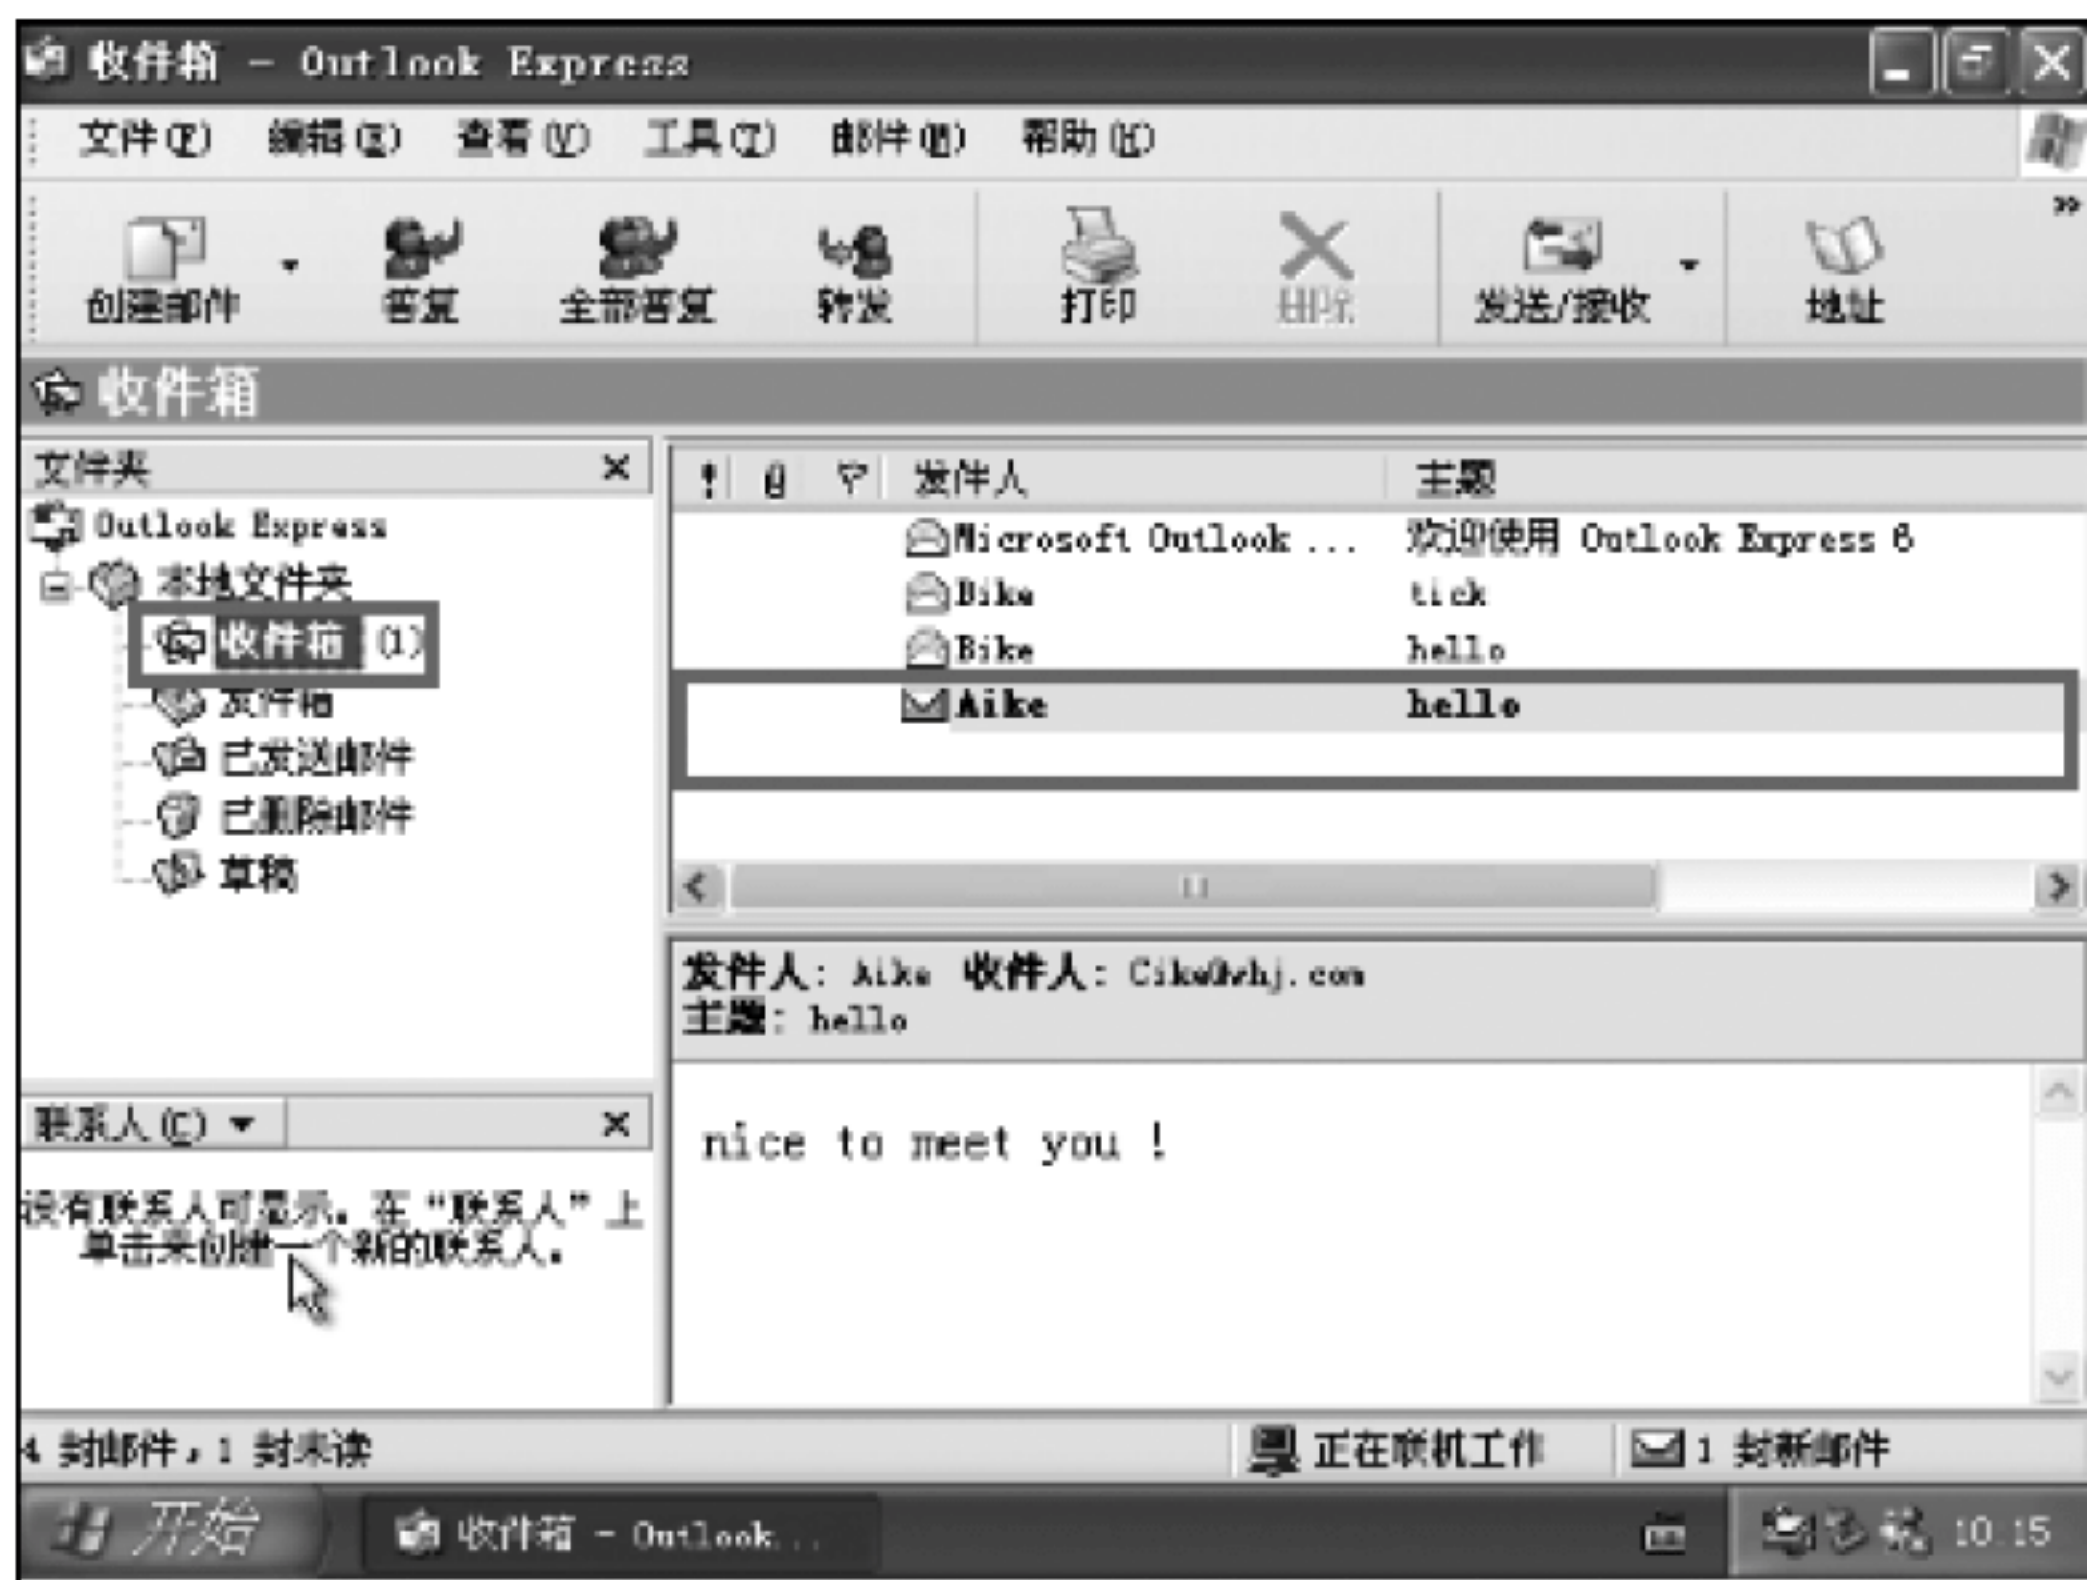 收件箱 - Outlook Express
文件(F) 编辑(E) 查看(V) 工具(T) 邮件(M) 帮助(H)
创建邮件 答复 全部答复 转发 打印 删除 发送/接收 地址
收件箱
文件夹
Outlook Express
本地文件夹
收件箱 (1)
发件箱
已发送邮件
已删除邮件
草稿
! 发件人 主题
Microsoft Outlook ... 欢迎使用 Outlook Express 6
Bike tick
Bike hello
Aike hello
发件人: Aike 收件人: Cike@whj.com
主题: hello
nice to meet you !
联系人(C)
没有联系人可显示。在“联系人”上
单击来创建一个新的联系人。
4 封邮件，1 封未读 正在联机工作 1 封新邮件
开始 收件箱 - Outlook... 10:15